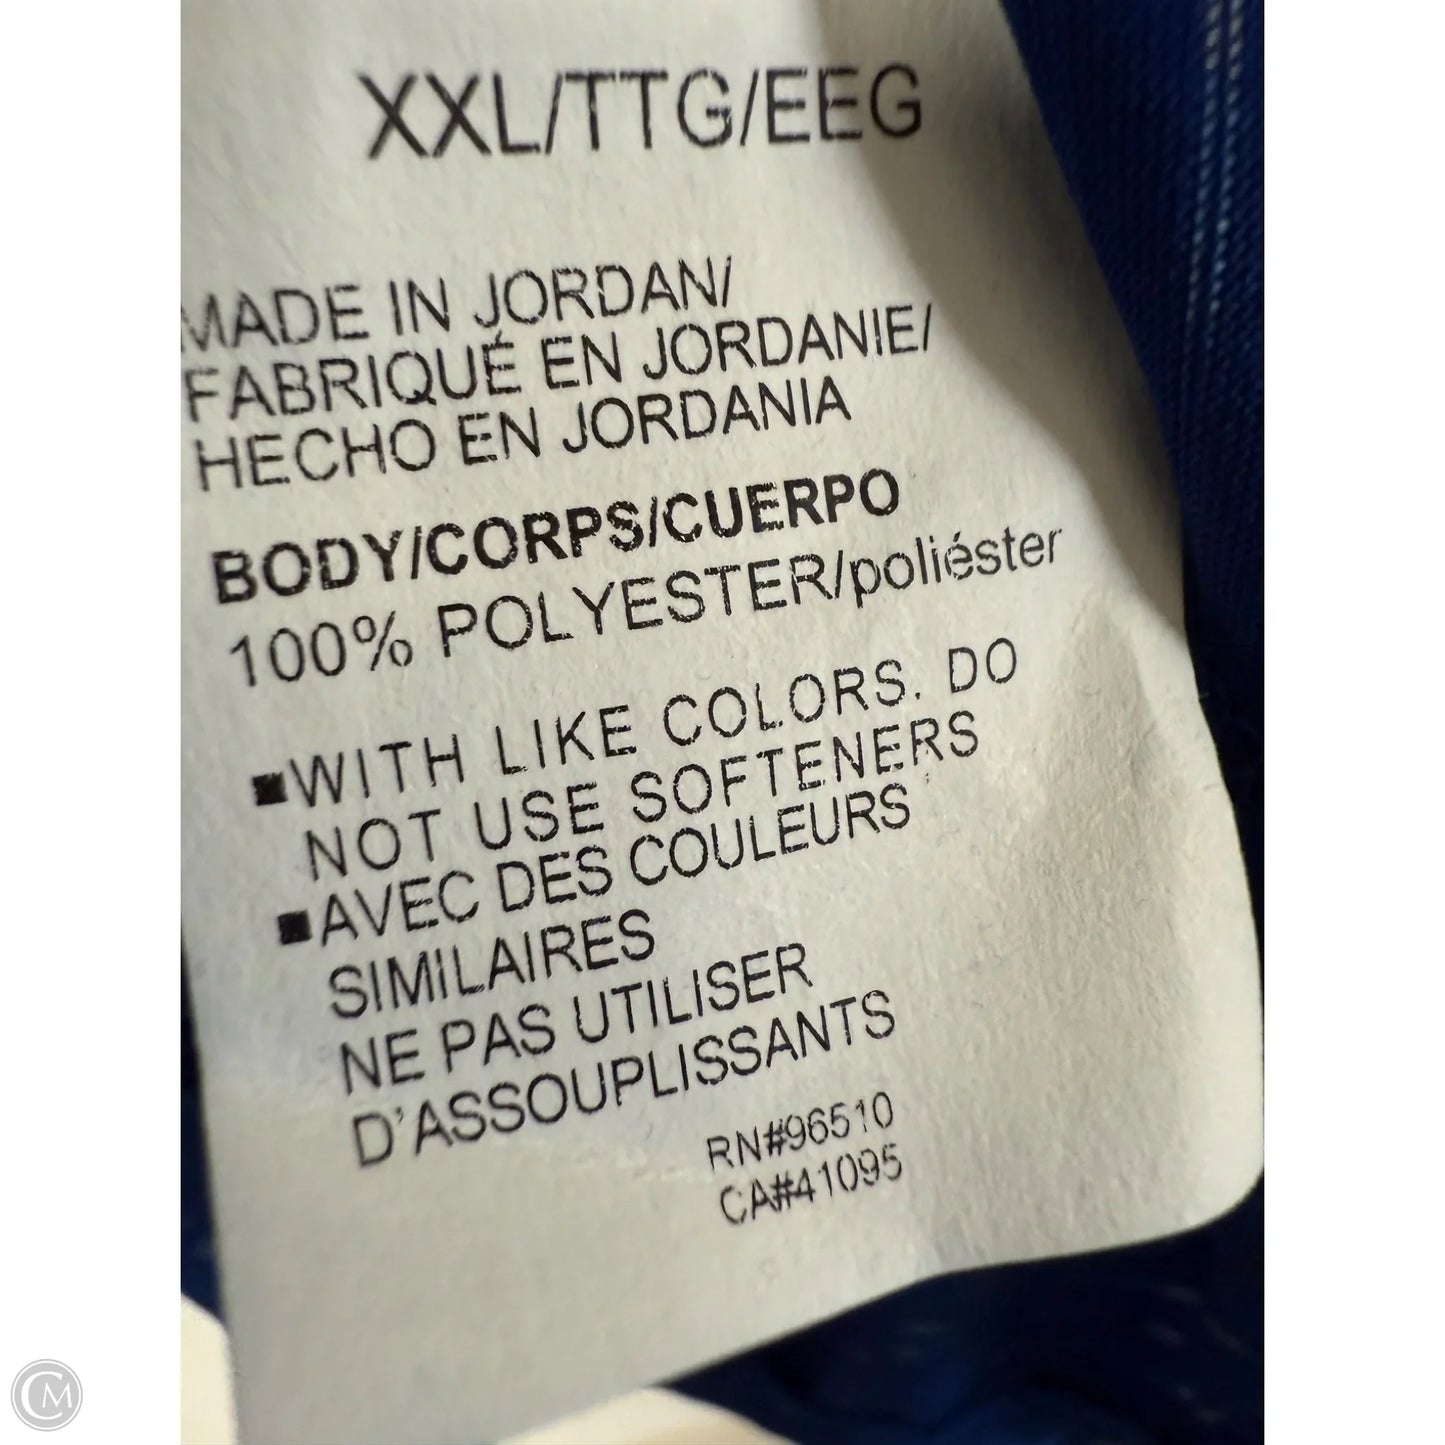 XXL/TTG/EEG
MADE IN JORDAN/
FABRIQUÉ EN JORDANIE/
HECHO EN JORDANIA
BODY/CORPS/CUERPO
100% POLYESTER/poliéster
▪WITH LIKE COLORS. DO
NOT USE SOFTENERS
▪AVEC DES COULEURS
SIMILAIRES
NE PAS UTILISER
D'ASSOUPLISSANTS
RN#96510
CA#41095
CM